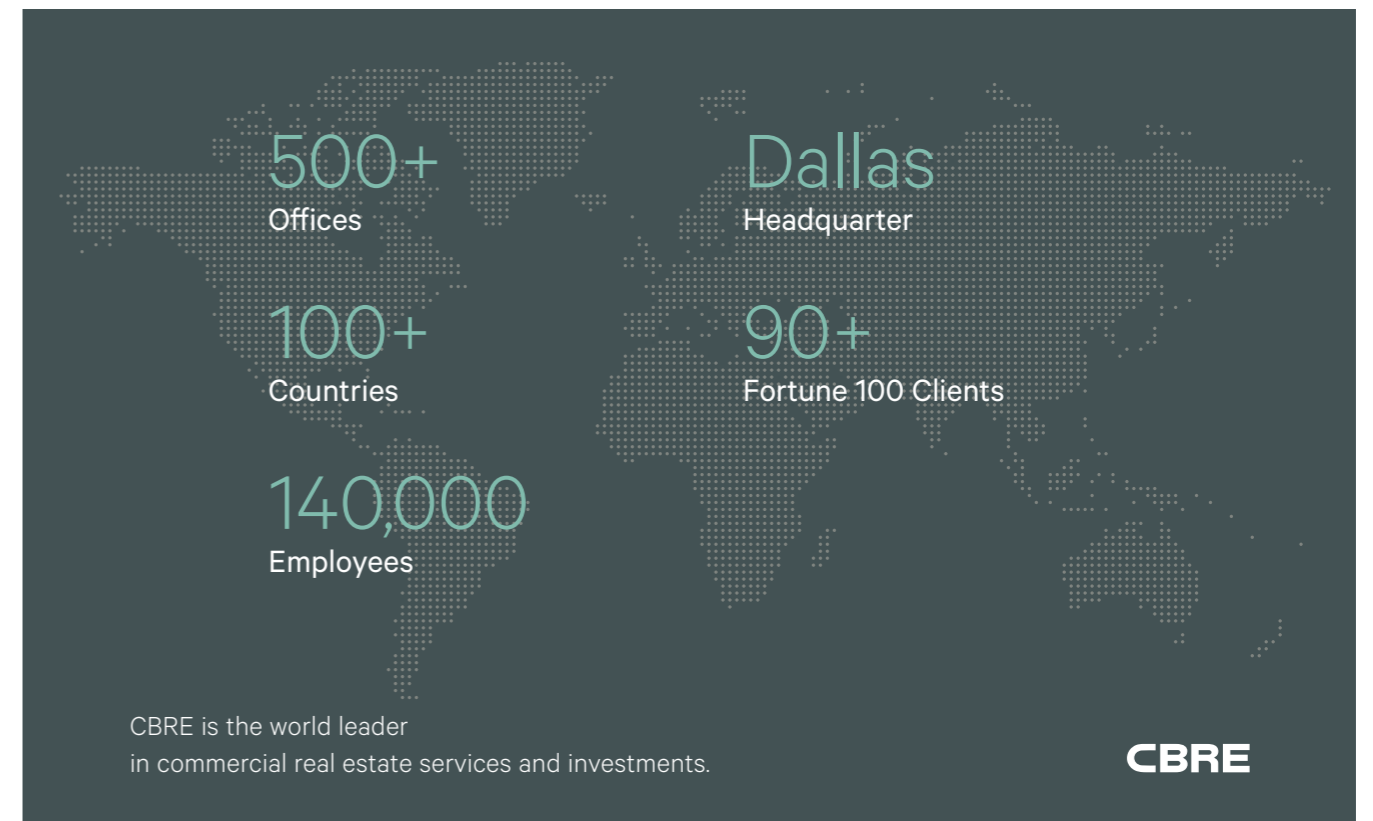 500+
Offices
Dallas
Headquarter
100+
Countries
90+
Fortune 100 Clients
140,000
Employees
CBRE is the world leader
in commercial real estate services and investments.
CBRE